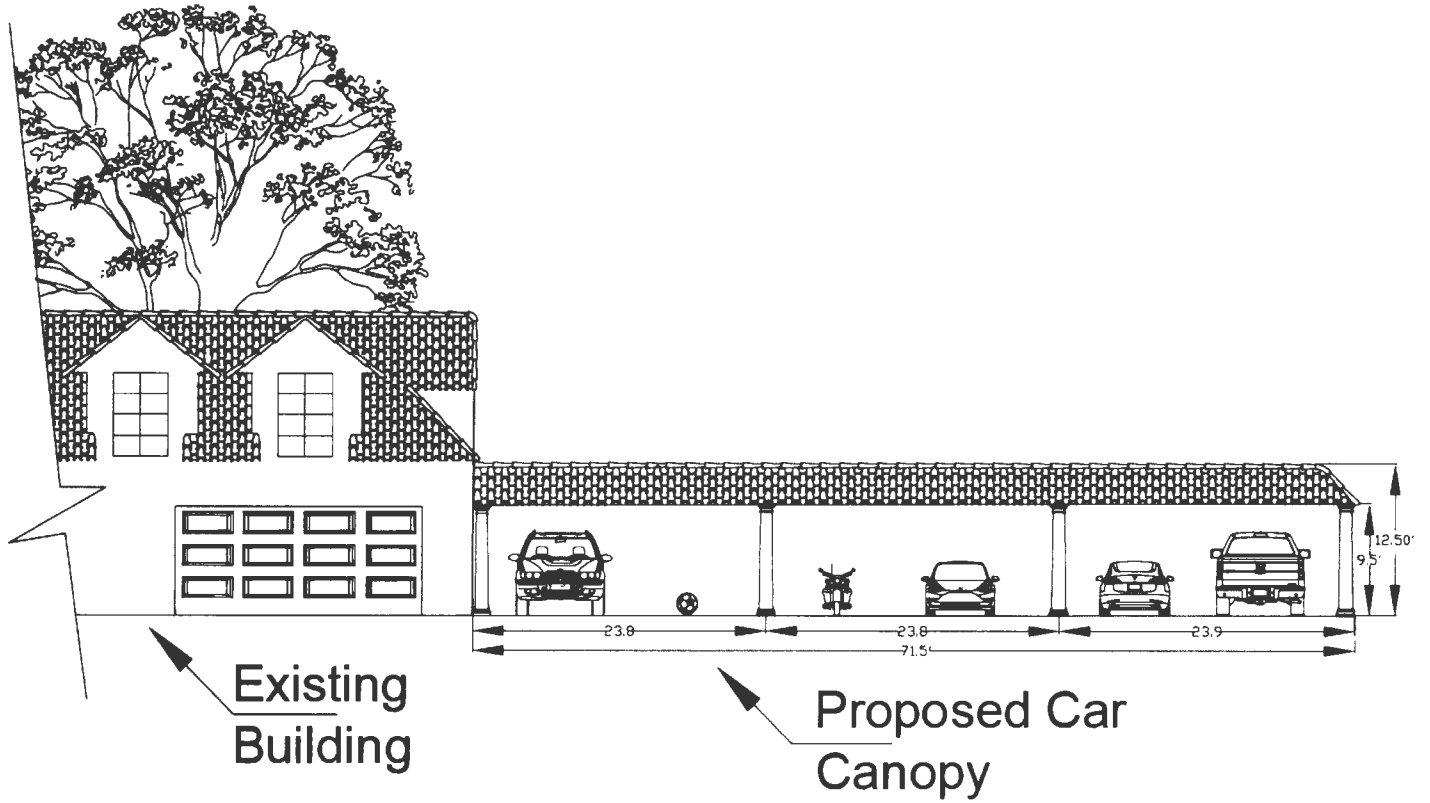 12.50'
9.5'
23.8
23.8
23.9
71.5'
Existing
Building
Proposed Car
Canopy